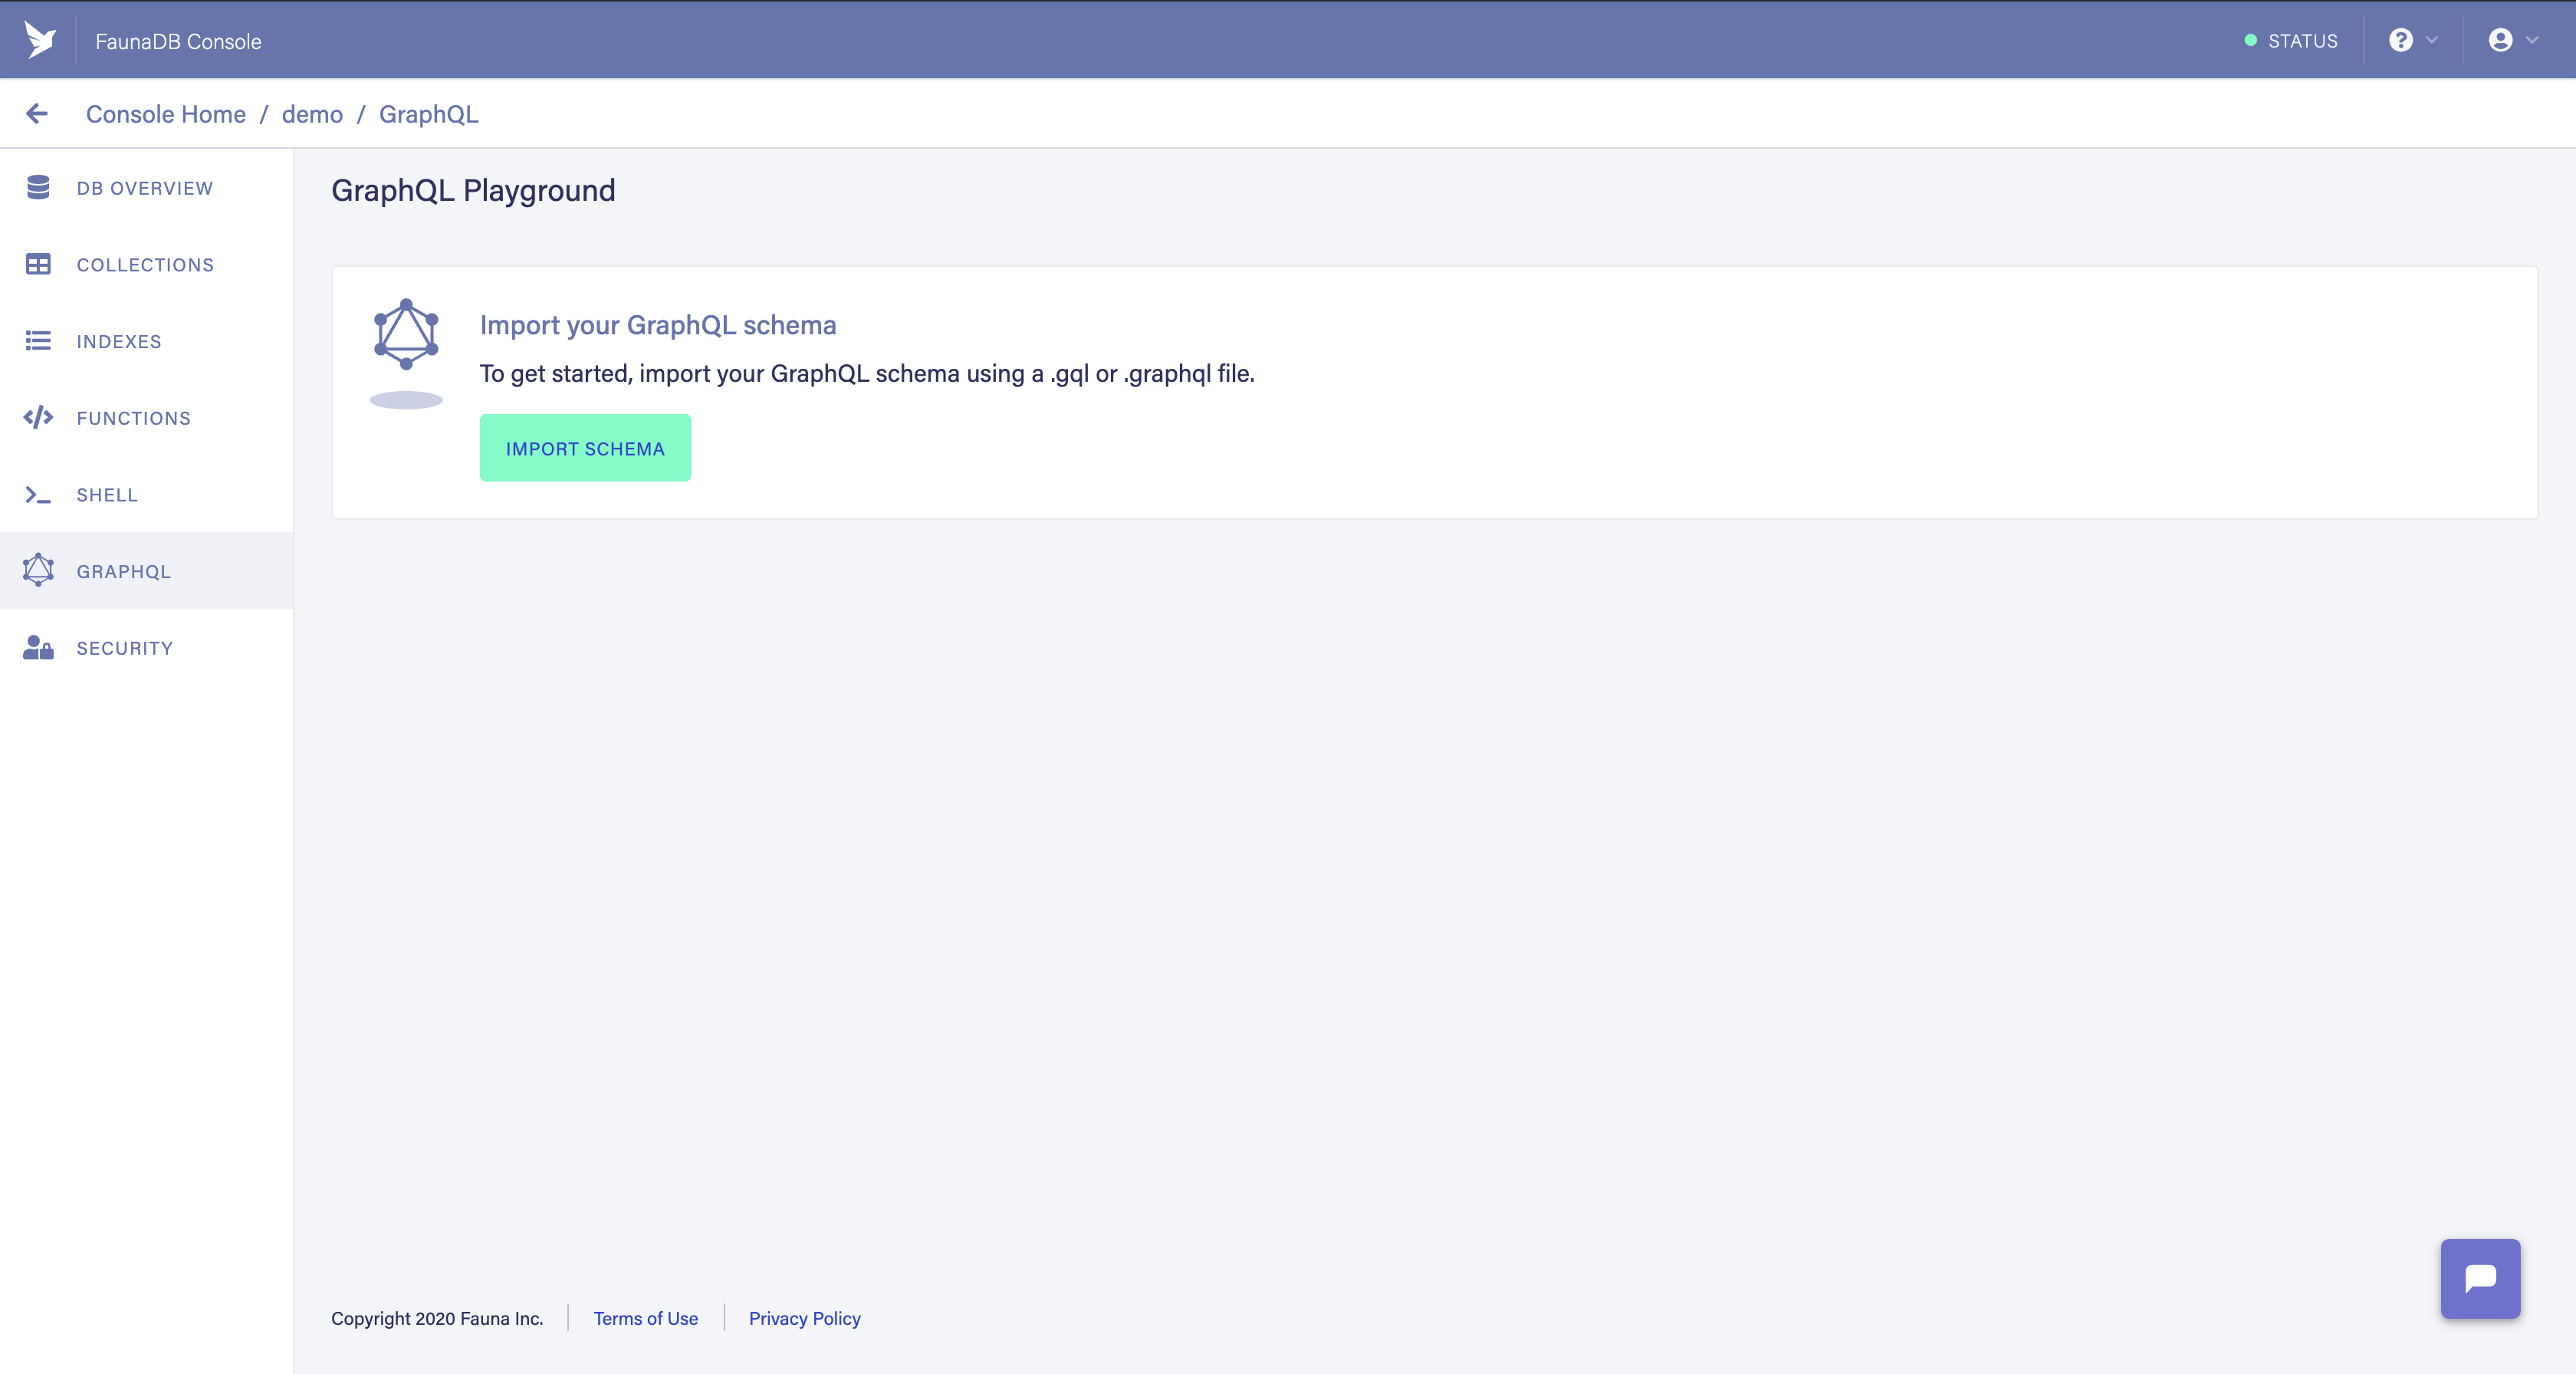 FaunaDB Console
STATUS
Console Home / demo / GraphQL
DB OVERVIEW
COLLECTIONS
INDEXES
FUNCTIONS
SHELL
GRAPHQL
SECURITY
GraphQL Playground
Import your GraphQL schema
To get started, import your GraphQL schema using a .gql or .graphql file.
IMPORT SCHEMA
Copyright 2020 Fauna Inc. Terms of Use Privacy Policy